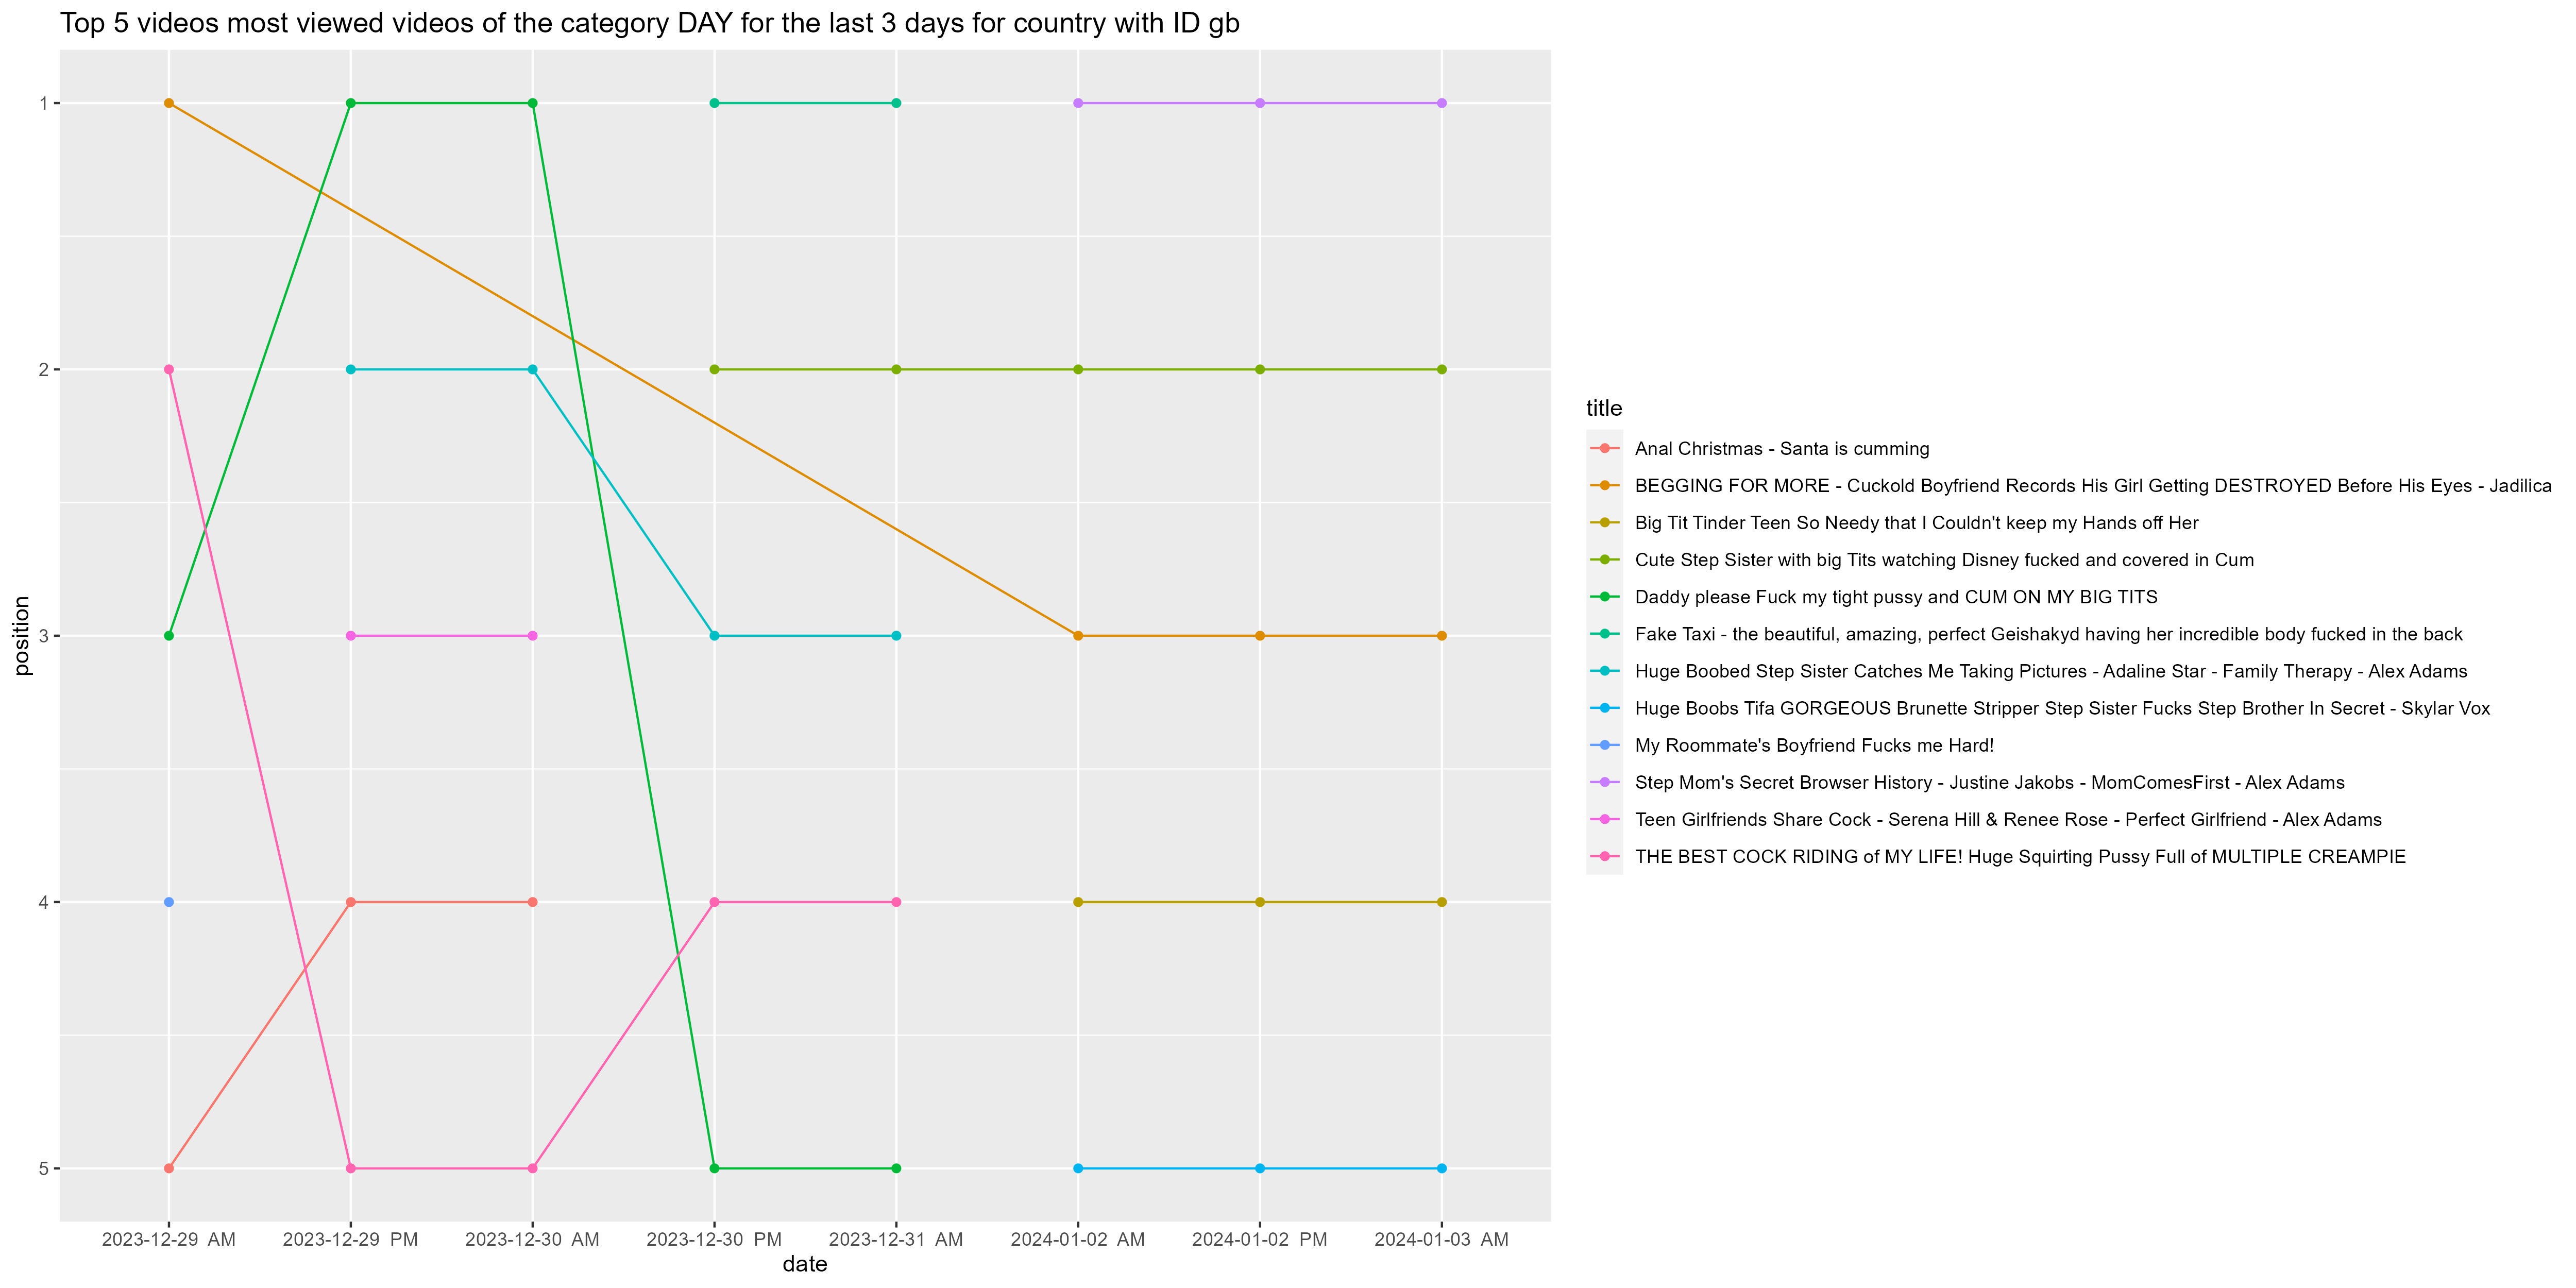 Top 5 videos most viewed videos of the category DAY for the last 3 days for country with ID gb
position
1
2
3
4
5
2023-12-29 AM
2023-12-29 PM
2023-12-30 AM
2023-12-30 PM
2023-12-31 AM
2024-01-02 AM
2024-01-02 PM
2024-01-03 AM
date
title
Anal Christmas - Santa is cumming
BEGGING FOR MORE - Cuckold Boyfriend Records His Girl Getting DESTROYED Before His Eyes - Jadilica
Big Tit Tinder Teen So Needy that I Couldn't keep my Hands off Her
Cute Step Sister with big Tits watching Disney fucked and covered in Cum
Daddy please Fuck my tight pussy and CUM ON MY BIG TITS
Fake Taxi - the beautiful, amazing, perfect Geishakyd having her incredible body fucked in the back
Huge Boobed Step Sister Catches Me Taking Pictures - Adaline Star - Family Therapy - Alex Adams
Huge Boobs Tifa GORGEOUS Brunette Stripper Step Sister Fucks Step Brother In Secret - Skylar Vox
My Roommate's Boyfriend Fucks me Hard!
Step Mom's Secret Browser History - Justine Jakobs - MomComesFirst - Alex Adams
Teen Girlfriends Share Cock - Serena Hill & Renee Rose - Perfect Girlfriend - Alex Adams
THE BEST COCK RIDING of MY LIFE! Huge Squirting Pussy Full of MULTIPLE CREAMPIE